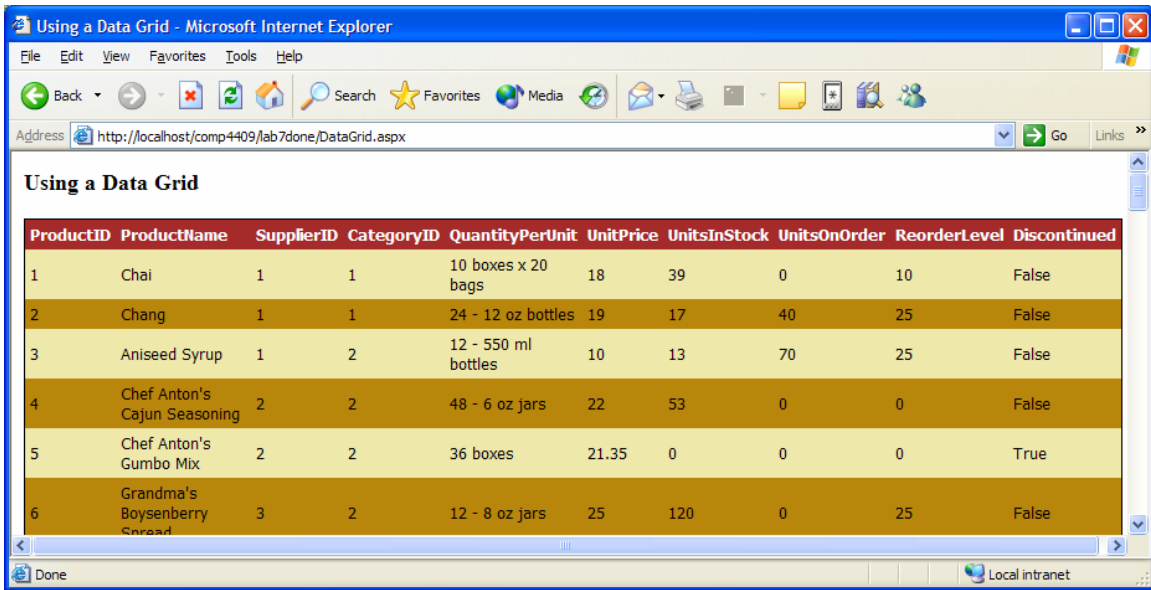 Using a Data Grid - Microsoft Internet Explorer
File Edit View Favorites Tools Help
Back Search Favorites Media
Address http://localhost/comp4409/lab7done/DataGrid.aspx Go Links »
Using a Data Grid
ProductID ProductName SupplierID CategoryID QuantityPerUnit UnitPrice UnitsInStock UnitsOnOrder ReorderLevel Discontinued
1 Chai 1 1 10 boxes x 20 bags 18 39 0 10 False
2 Chang 1 1 24 - 12 oz bottles 19 17 40 25 False
3 Aniseed Syrup 1 2 12 - 550 ml bottles 10 13 70 25 False
4 Chef Anton's Cajun Seasoning 2 2 48 - 6 oz jars 22 53 0 0 False
5 Chef Anton's Gumbo Mix 2 2 36 boxes 21.35 0 0 0 True
6 Grandma's Boysenberry Spread 3 2 12 - 8 oz jars 25 120 0 25 False
Done Local intranet